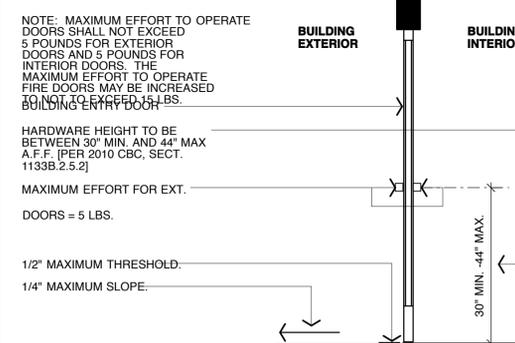 NOTE: MAXIMUM EFFORT TO OPERATE
DOORS SHALL NOT EXCEED
5 POUNDS FOR EXTERIOR
DOORS AND 5 POUNDS FOR
INTERIOR DOORS. THE
MAXIMUM EFFORT TO OPERATE
FIRE DOORS MAY BE INCREASED
TO NOT TO EXCEED 15 LBS.
BUILDING ENTRY DOOR
HARDWARE HEIGHT TO BE
BETWEEN 30" MIN. AND 44" MAX
A.F.F. [PER 2010 CBC, SECT.
1133B.2.5.2]
MAXIMUM EFFORT FOR EXT.
DOORS = 5 LBS.
1/2" MAXIMUM THRESHOLD.
1/4" MAXIMUM SLOPE.
BUILDING
EXTERIOR
BUILDIN
INTERIO
30" MIN. -44" MAX.